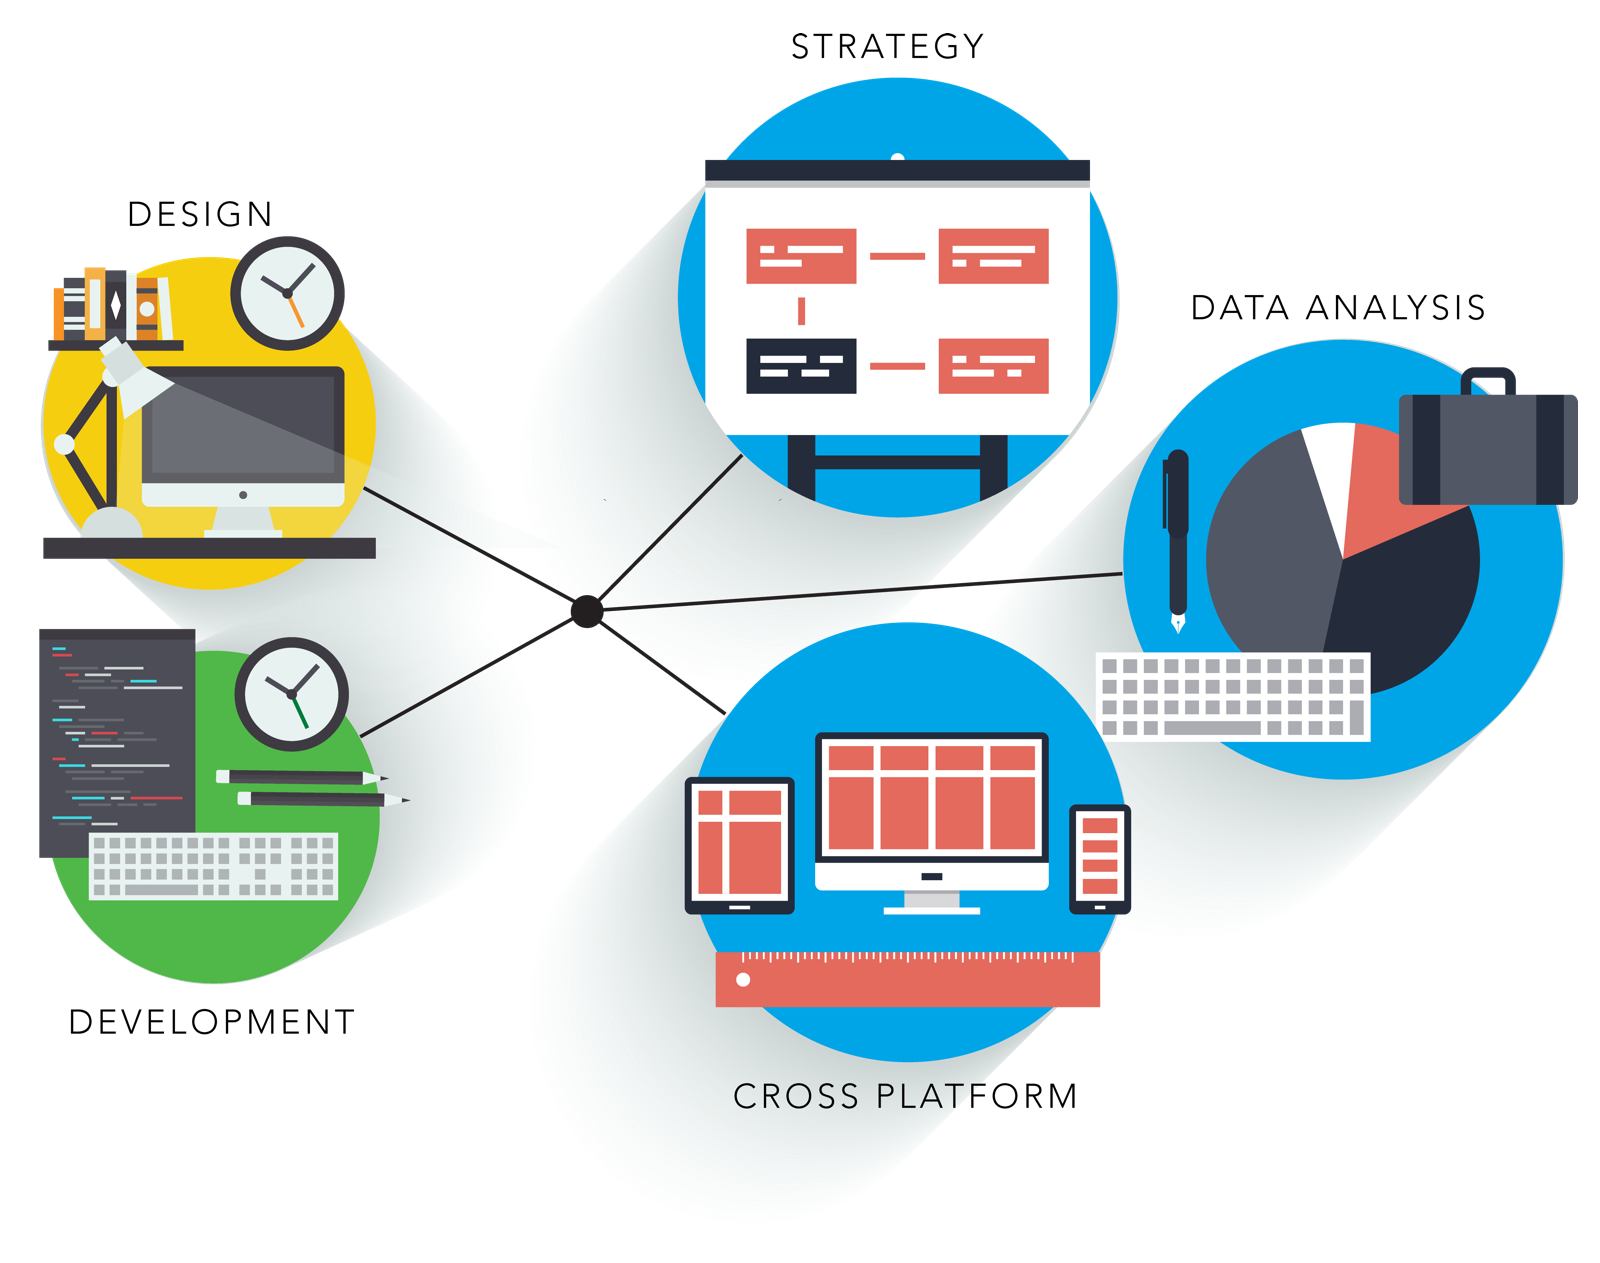 STRATEGY
DESIGN
DATA ANALYSIS
DEVELOPMENT
CROSS PLATFORM